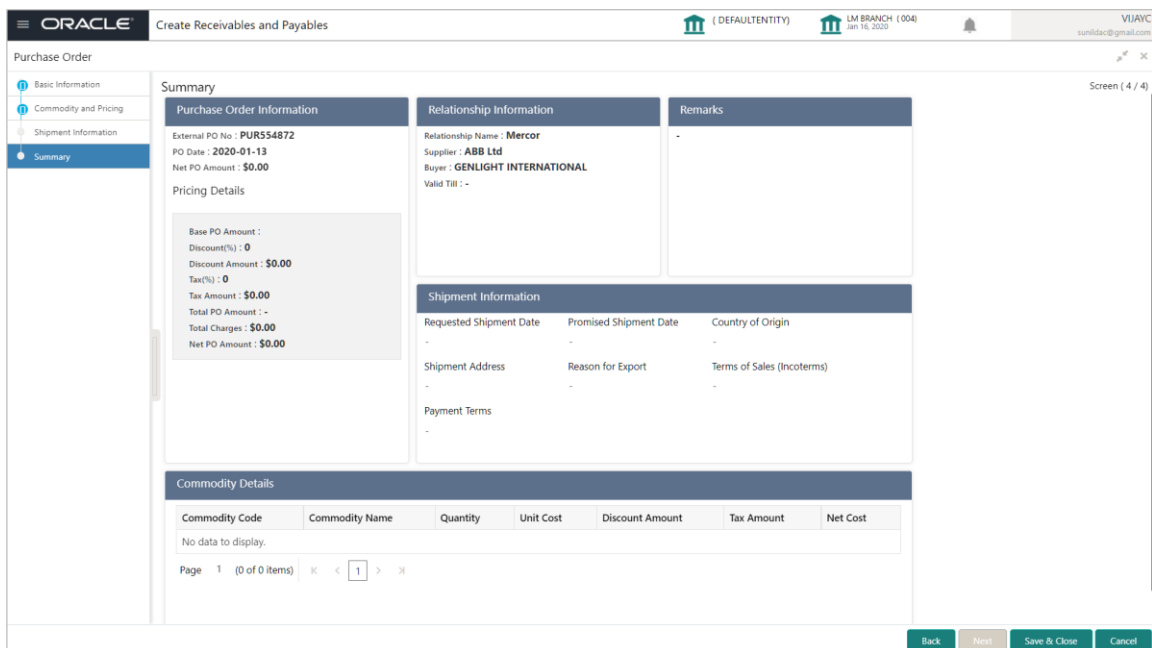 ORACLE
Create Receivables and Payables
( DEFAULTENTITY)
LM BRANCH ( 004)
Jan 16, 2020
VIJAYC
sunildac@gmail.com
Purchase Order
Basic Information
Commodity and Pricing
Shipment Information
Summary
Summary
Screen ( 4 / 4)
Purchase Order Information
External PO No : PUR554872
PO Date : 2020-01-13
Net PO Amount : $0.00
Pricing Details
Base PO Amount :
Discount(%) : 0
Discount Amount : $0.00
Tax(%) : 0
Tax Amount : $0.00
Total PO Amount : -
Total Charges : $0.00
Net PO Amount : $0.00
Relationship Information
Relationship Name : Mercor
Supplier : ABB Ltd
Buyer : GENLIGHT INTERNATIONAL
Valid Till : -
Remarks
-
Shipment Information
Requested Shipment Date Promised Shipment Date Country of Origin
- - -
Shipment Address Reason for Export Terms of Sales (Incoterms)
- - -
Payment Terms
-
Commodity Details
Commodity Code Commodity Name Quantity Unit Cost Discount Amount Tax Amount Net Cost
No data to display.
Page 1 (0 of 0 items) 1
Back Next Save & Close Cancel